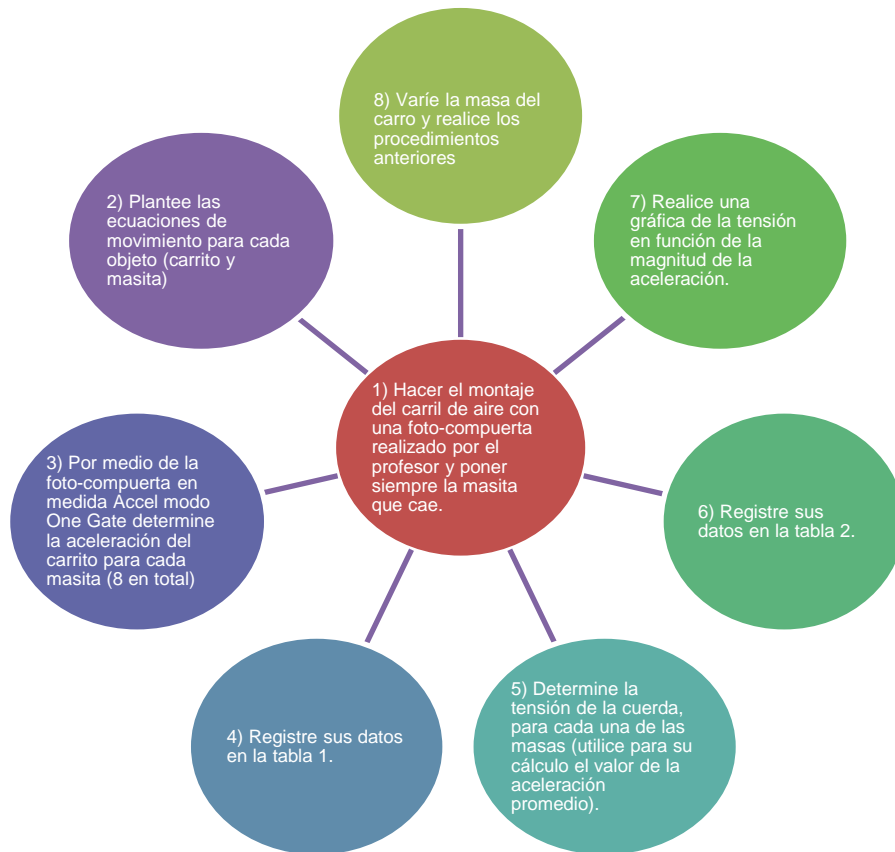 8) Varíe la masa del
carro y realice los
procedimientos
anteriores
2) Plantee las
ecuaciones de
movimiento para cada
objeto (carrito y
masita)
7) Realice una
gráfica de la tensión
en función de la
magnitud de la
aceleración.
1) Hacer el montaje
del carril de aire con
una foto-compuerta
realizado por el
profesor y poner
siempre la masita
que cae.
3) Por medio de la
foto-compuerta en
medida Accel modo
One Gate determine
la aceleración del
carrito para cada
masita (8 en total)
6) Registre sus
datos en la tabla 2.
4) Registre sus datos
en la tabla 1.
5) Determine la
tensión de la cuerda,
para cada una de las
masas (utilice para su
cálculo el valor de la
aceleración
promedio).